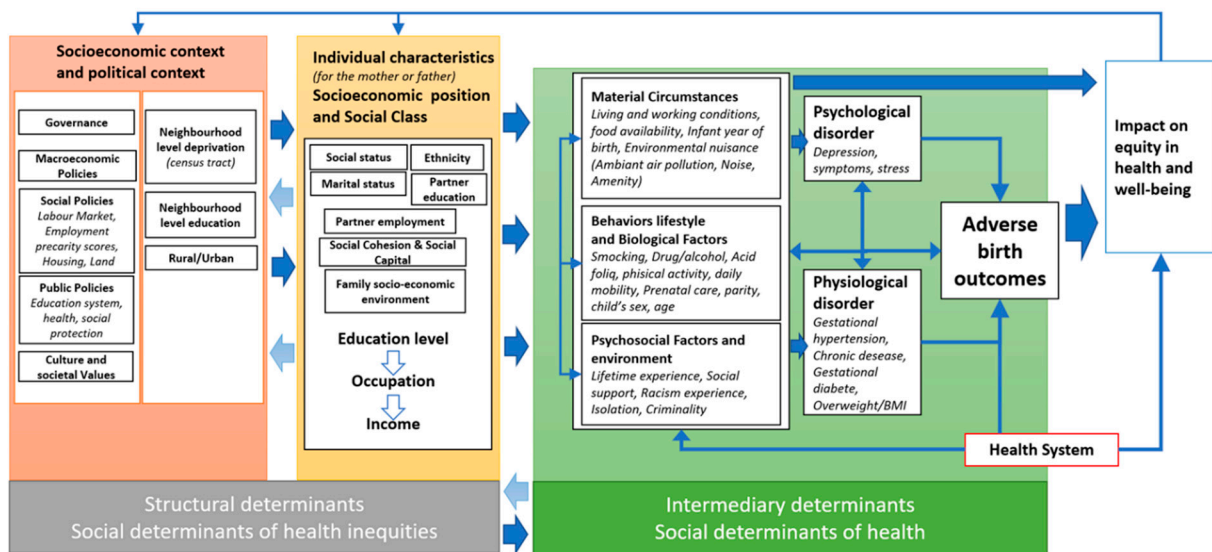 Socioeconomic context
and political context
Governance
Macroeconomic
Policies
Social Policies
Labour Market,
Employment
precarity scores,
Housing, Land
Public Policies
Education system,
health, social
protection
Culture and
societal Values
Neighbourhood
level deprivation
(census tract)
Neighbourhood
level education
Rural/Urban
Individual characteristics
(for the mother or father)
Socioeconomic position
and Social Class
Social status
Ethnicity
Marital status
Partner
education
Partner employment
Social Cohesion & Social
Capital
Family socio-economic
environment
Education level
Occupation
Income
Material Circumstances
Living and working conditions,
food availability, Infant year of
birth, Environmental nuisance
(Ambiant air pollution, Noise,
Amenity)
Behaviors lifestyle
and Biological Factors
Smocking, Drug/alcohol, Acid
foliq, phisical activity, daily
mobility, Prenatal care, parity,
child's sex, age
Psychosocial Factors and
environment
Lifetime experience, Social
support, Racism experience,
Isolation, Criminality
Psychological
disorder
Depression,
symptoms, stress
Physiological
disorder
Gestational
hypertension,
Chronic desease,
Gestational
diabete,
Overweight/BMI
Adverse
birth
outcomes
Impact on
equity in
health and
well-being
Health System
Structural determinants
Social determinants of health inequities
Intermediary determinants
Social determinants of health